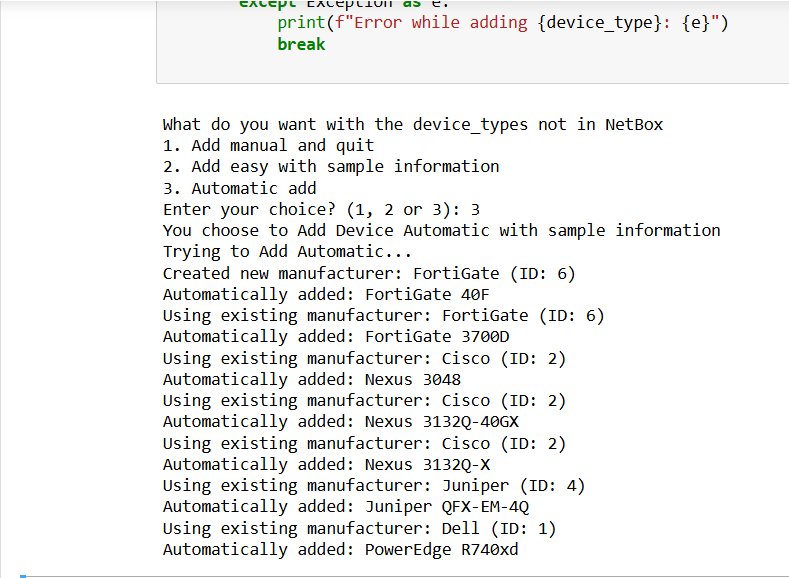 except Exception as e:
print(f"Error while adding {device_type}: {e}")
break
What do you want with the device_types not in NetBox
1. Add manual and quit
2. Add easy with sample information
3. Automatic add
Enter your choice? (1, 2 or 3): 3
You choose to Add Device Automatic with sample information
Trying to Add Automatic...
Created new manufacturer: FortiGate (ID: 6)
Automatically added: FortiGate 40F
Using existing manufacturer: FortiGate (ID: 6)
Automatically added: FortiGate 3700D
Using existing manufacturer: Cisco (ID: 2)
Automatically added: Nexus 3048
Using existing manufacturer: Cisco (ID: 2)
Automatically added: Nexus 3132Q-40GX
Using existing manufacturer: Cisco (ID: 2)
Automatically added: Nexus 3132Q-X
Using existing manufacturer: Juniper (ID: 4)
Automatically added: Juniper QFX-EM-4Q
Using existing manufacturer: Dell (ID: 1)
Automatically added: PowerEdge R740xd